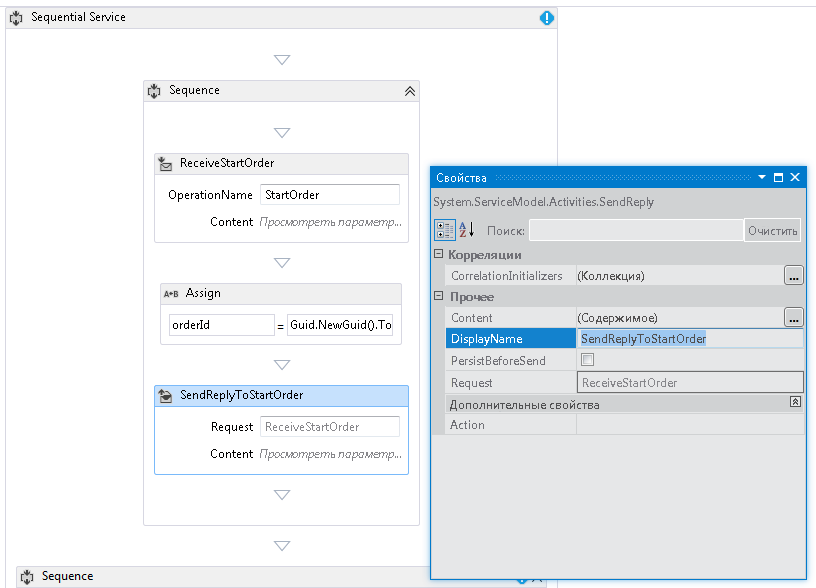 Sequential Service
Sequence
ReceiveStartOrder
OperationName StartOrder
Content Просмотреть параметр...
A+B Assign
orderId = Guid.NewGuid().To
SendReplyToStartOrder
Request ReceiveStartOrder
Content Просмотреть параметр...
Sequence
Свойства
System.ServiceModel.Activities.SendReply
Поиск: Очистить
Корреляции
CorrelationInitializers (Коллекция) ...
Прочее
Content (Содержимое) ...
DisplayName SendReplyToStartOrder
PersistBeforeSend
Request ReceiveStartOrder
Дополнительные свойства
Action